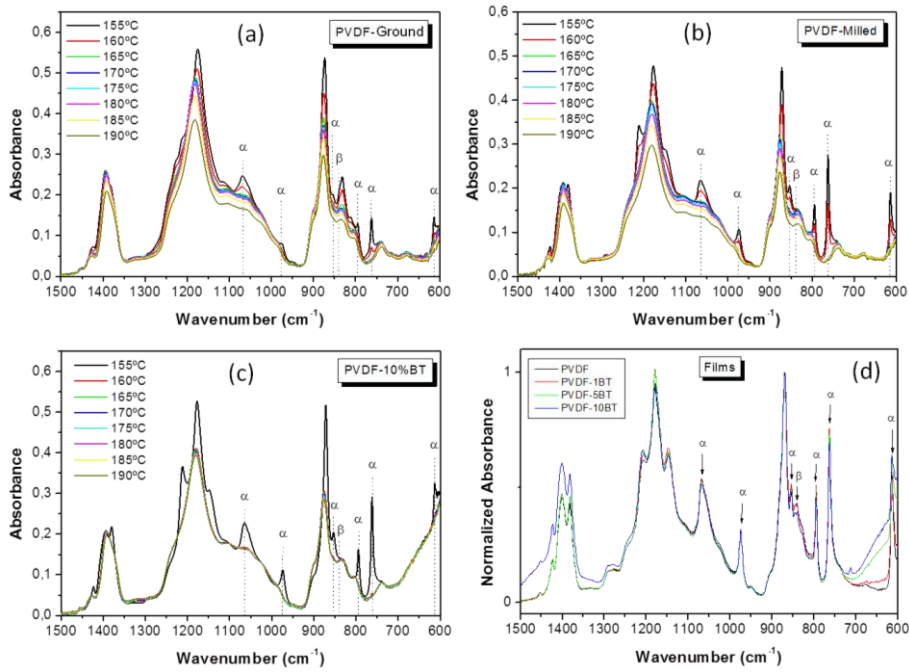 (a)
PVDF-Ground
155ºC
160ºC
165ºC
170ºC
175ºC
180ºC
185ºC
190ºC
α
α
β
α
α
α
α
Absorbance
0,6
0,5
0,4
0,3
0,2
0,1
0,0
1500 1400 1300 1200 1100 1000 900 800 700 600
Wavenumber (cm-1)
(b)
PVDF-Milled
155ºC
160ºC
165ºC
170ºC
175ºC
180ºC
185ºC
190ºC
α
α
α
β
α
α
α
Absorbance
0,6
0,5
0,4
0,3
0,2
0,1
0,0
1500 1400 1300 1200 1100 1000 900 800 700 600
Wavenumber (cm-1)
(c)
PVDF-10%BT
155ºC
160ºC
165ºC
170ºC
175ºC
180ºC
185ºC
190ºC
α
α
α
β
α
α
α
Absorbance
0,6
0,5
0,4
0,3
0,2
0,1
0,0
1500 1400 1300 1200 1100 1000 900 800 700 600
Wavenumber (cm-1)
Films
(d)
PVDF
PVDF-1BT
PVDF-5BT
PVDF-10BT
α
α
α
β
α
α
α
Normalized Absorbance
1
0
1500 1400 1300 1200 1100 1000 900 800 700 600
Wavenumber (cm-1)